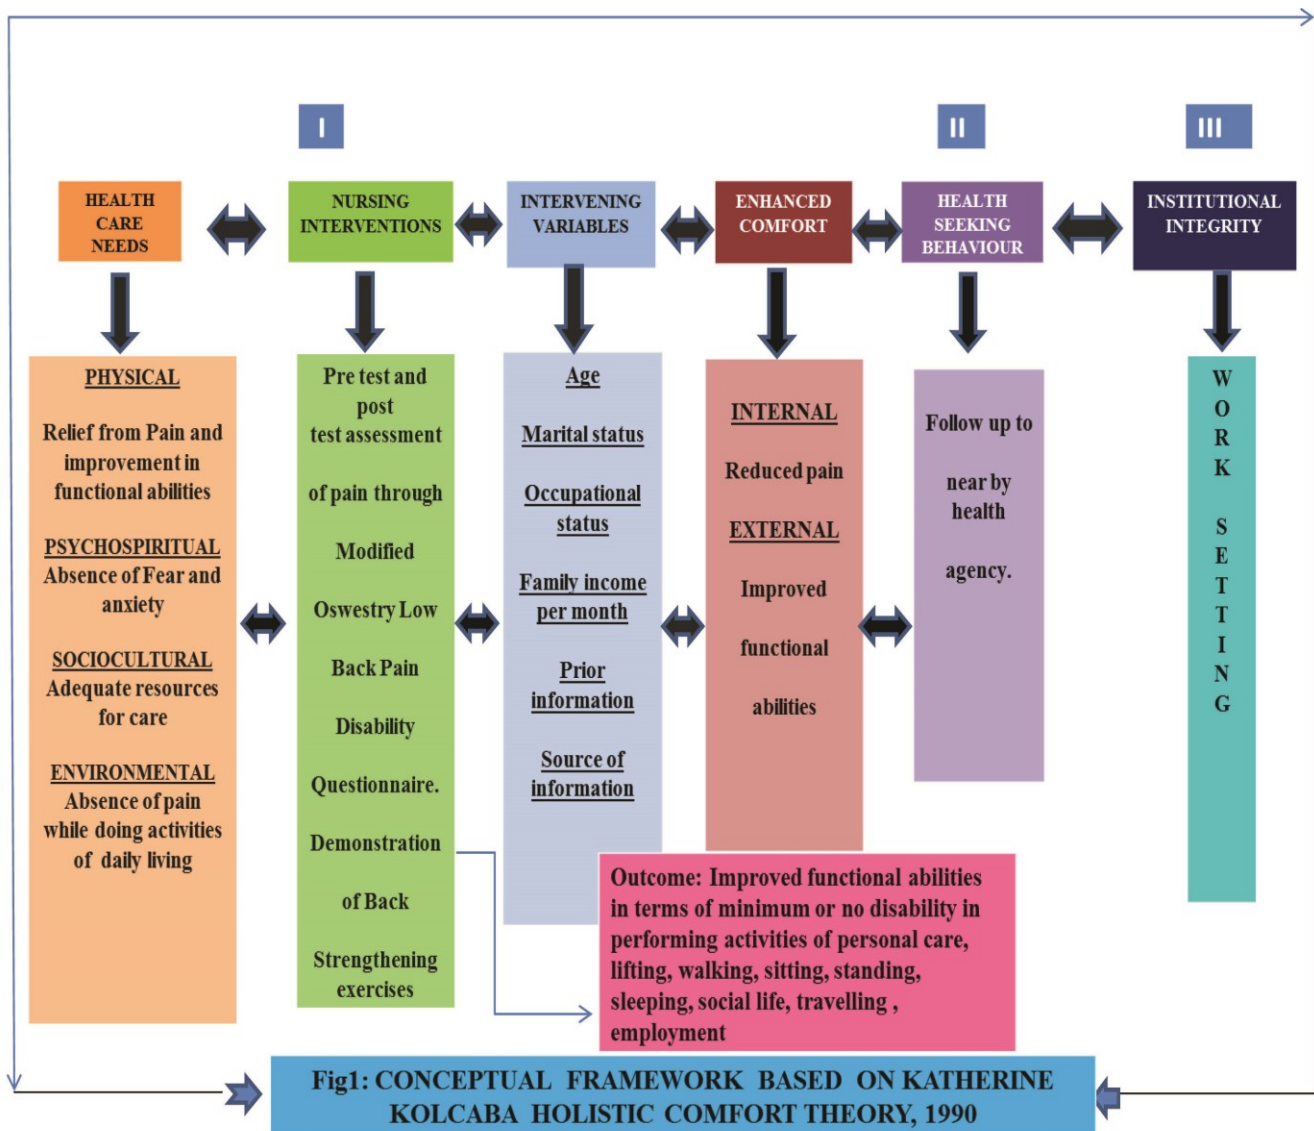 I
II
III
HEALTH
CARE
NEEDS
NURSING
INTERVENTIONS
INTERVENING
VARIABLES
ENHANCED
COMFORT
HEALTH
SEEKING
BEHAVIOUR
INSTITUTIONAL
INTEGRITY
PHYSICAL
Relief from Pain and
improvement in
functional abilities
PSYCHOSPIRITUAL
Absence of Fear and
anxiety
SOCIOCULTURAL
Adequate resources
for care
ENVIRONMENTAL
Absence of pain
while doing activities
of daily living
Pre test and
post
test assessment
of pain through
Modified
Oswestry Low
Back Pain
Disability
Questionnaire.
Demonstration
of Back
Strengthening
exercises
Age
Marital status
Occupational
status
Family income
per month
Prior
information
Source of
information
INTERNAL
Reduced pain
EXTERNAL
Improved
functional
abilities
Follow up to
near by
health
agency.
W
O
R
K
S
E
T
T
I
N
G
Outcome: Improved functional abilities
in terms of minimum or no disability in
performing activities of personal care,
lifting, walking, sitting, standing,
sleeping, social life, travelling ,
employment
Fig1: CONCEPTUAL FRAMEWORK BASED ON KATHERINE
KOLCABA HOLISTIC COMFORT THEORY, 1990